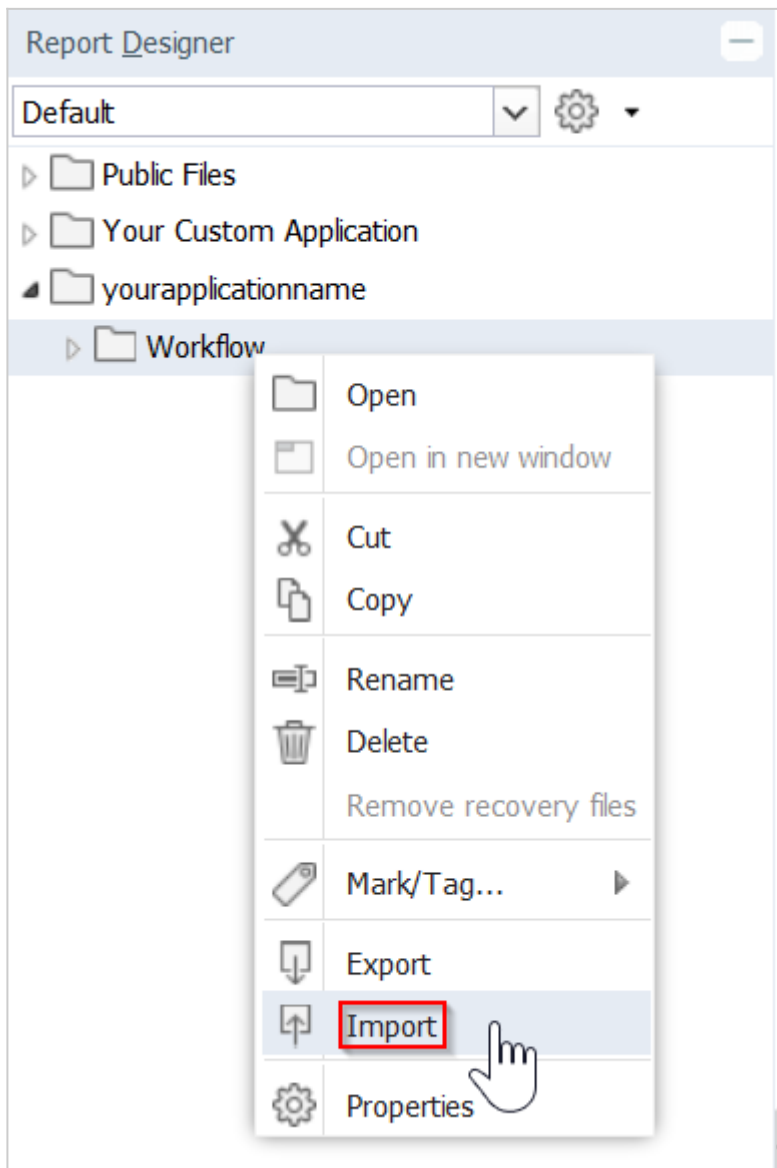 Report Designer
Default
Public Files
Your Custom Application
yourapplicationname
Workflow
Open
Open in new window
Cut
Copy
Rename
Delete
Remove recovery files
Mark/Tag...
Export
Import
Properties